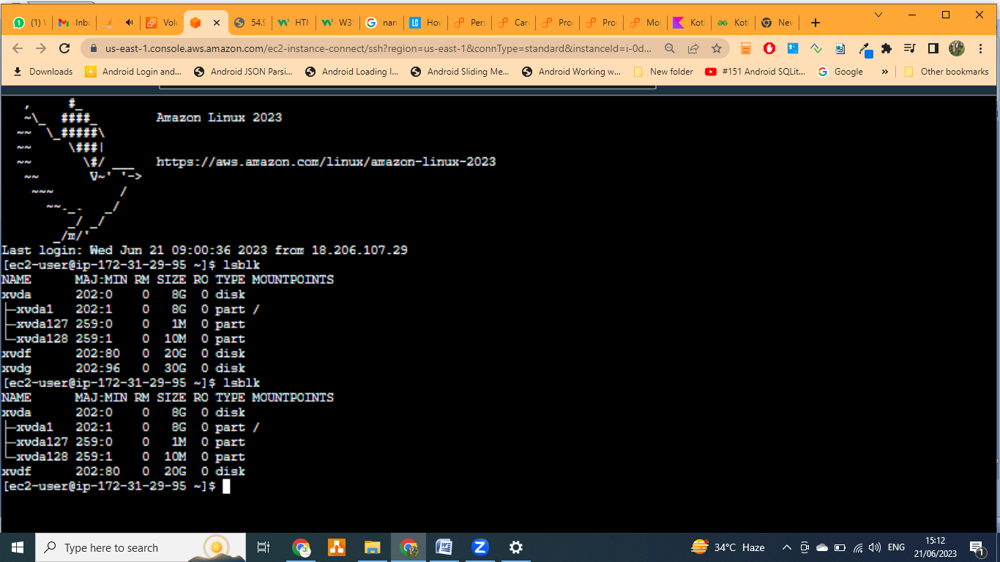 (1) W
Inb
Volu
54.9
HTM
W3S
nan
How
Pers
Care
Pro
Pro
Mo
Kotl
Kotl
Nev
us-east-1.console.aws.amazon.com/ec2-instance-connect/ssh?region=us-east-1&connType=standard&instanceId=i-0d...
Downloads
Android Login and...
Android JSON Parsi...
Android Loading I...
Android Sliding Me...
Android Working w...
New folder
#151 Android SQLit...
Google
»
Other bookmarks
   ,     #_
   ~\_  ####_        Amazon Linux 2023
  ~~  \_#####\
  ~~     \###|
  ~~       \#/ ___   https://aws.amazon.com/linux/amazon-linux-2023
   ~~       V~' '->
    ~~~         /
      ~~._.   _/
         _/ _/
       _/m/'
Last login: Wed Jun 21 09:00:36 2023 from 18.206.107.29
[ec2-user@ip-172-31-29-95 ~]$ lsblk
NAME      MAJ:MIN RM SIZE RO TYPE MOUNTPOINTS
xvda      202:0    0   8G  0 disk
├─xvda1   202:1    0   8G  0 part /
├─xvda127 259:0    0   1M  0 part
└─xvda128 259:1    0  10M  0 part
xvdf      202:80   0  20G  0 disk
xvdg      202:96   0  30G  0 disk
[ec2-user@ip-172-31-29-95 ~]$ lsblk
NAME      MAJ:MIN RM SIZE RO TYPE MOUNTPOINTS
xvda      202:0    0   8G  0 disk
├─xvda1   202:1    0   8G  0 part /
├─xvda127 259:0    0   1M  0 part
└─xvda128 259:1    0  10M  0 part
xvdf      202:80   0  20G  0 disk
[ec2-user@ip-172-31-29-95 ~]$
Type here to search
34°C Haze
ENG
15:12
21/06/2023
1